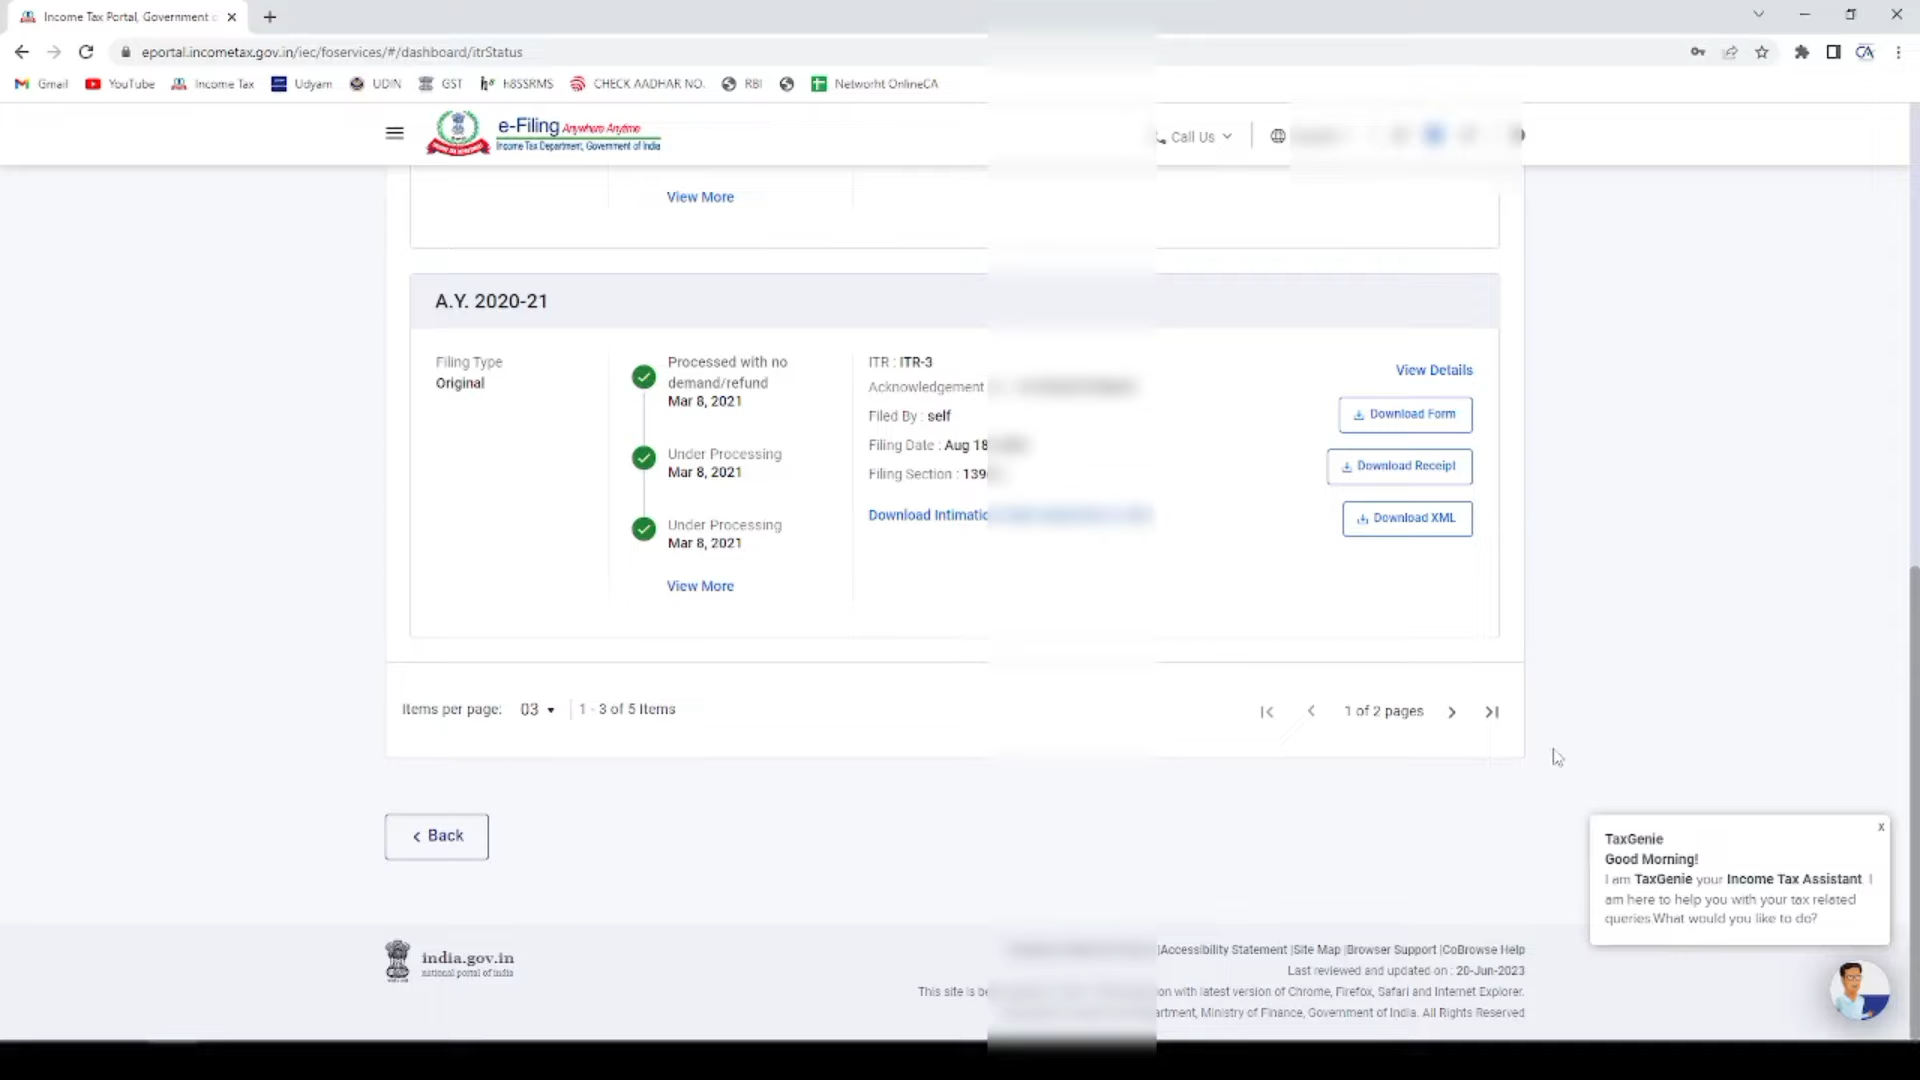 Income Tax Portal, Government
eportal.incometax.gov.in/iec/foservices/#/dashboard/itrStatus
Gmail YouTube Income Tax Udyam UDIN GST h8SSRMS CHECK AADHAR NO. RBI Networht OnlineCA
e-Filing Anywhere Anytime
Income Tax Department, Government of India
Call Us
View More
A.Y. 2020-21
Filing Type
Original
Processed with no
demand/refund
Mar 8, 2021
Under Processing
Mar 8, 2021
Under Processing
Mar 8, 2021
View More
ITR : ITR-3
Acknowledgement
Filed By : self
Filing Date : Aug 18
Filing Section :
Download
View Details
Download Form
Download Receipt
Download XML
Items per page: 03 1 - 3 of 5 Items
1 of 2 pages
Back
TaxGenie x
Good Morning!
I am TaxGenie your Income Tax Assistant. I
am here to help you with your tax related
queries.What would you like to do?
india.gov.in
national portal of india
|Accessibility Statement |Site Map |Browser Support |CoBrowse Help
Last reviewed and updated on : 20-Jun-2023
This site is with latest version of Chrome, Firefox, Safari and Internet Explorer.
Ministry of Finance, Government of India. All Rights Reserved